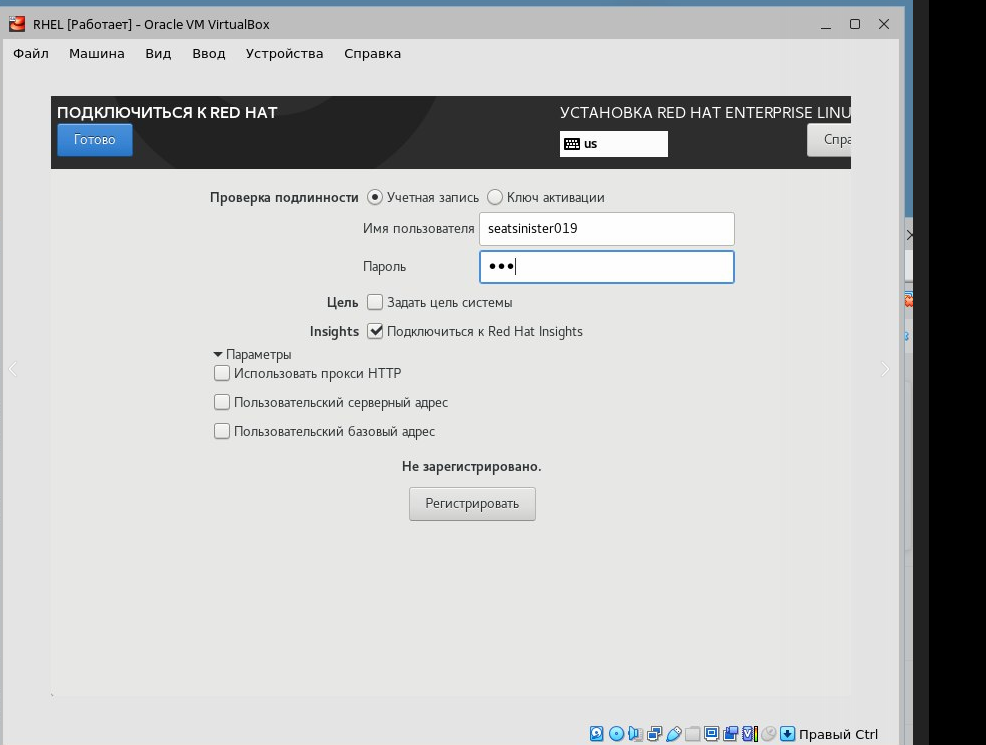 RHEL [Работает] - Oracle VM VirtualBox
Файл Машина Вид Ввод Устройства Справка
ПОДКЛЮЧИТЬСЯ К RED HAT
УСТАНОВКА RED HAT ENTERPRISE LINU
Готово
us
Спра
Проверка подлинности Учетная запись Ключ активации
Имя пользователя seatsinister019
Пароль
Цель Задать цель системы
Insights Подключиться к Red Hat Insights
Параметры
Использовать прокси HTTP
Пользовательский серверный адрес
Пользовательский базовый адрес
Не зарегистрировано.
Регистрировать
Правый Ctrl